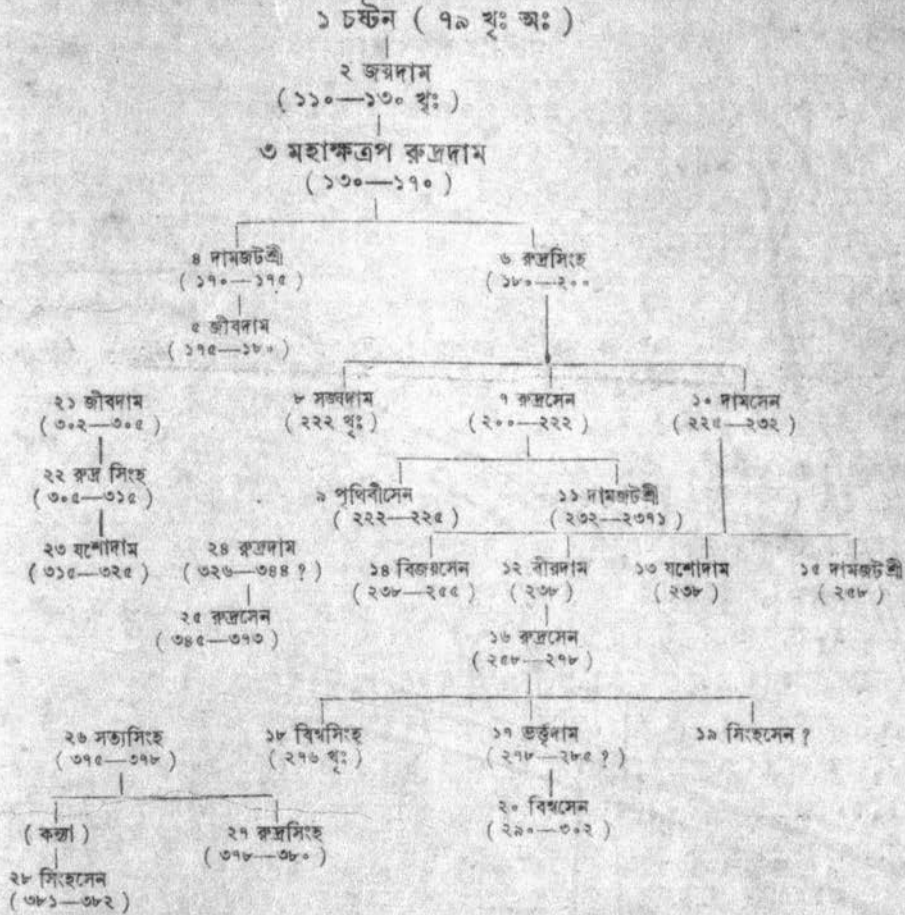 ১ চষ্টন ( ৭৯ খৃঃ অঃ )
২ জয়দাম
( ১১০—১৩০ খৃঃ )
৩ মহাক্ষত্রপ রুদ্রদাম
( ১৩০—১৭০ )
৪ দামজটশ্রী
( ১৭০—১৭৫ )
৬ রুদ্রসিংহ
( ১৮০—২০০
৫ জীবদাম
( ১৭৫—১৮০ )
২১ জীবদাম
( ৩০২—৩০৫ )
৮ সঙ্ঘদাম
( ২২২ খৃঃ )
৭ রুদ্রসেন
( ২০০—২২২ )
১০ দামসেন
( ২২৫—২৩২ )
২২ রুদ্র সিংহ
( ৩০৫—৩১৫ )
৯ পৃথিবীসেন
( ২২২—২২৫ )
১১ দামজটশ্রী
( ২৩২—২৩৭১ )
২৩ যশোদাম
( ৩১৫—৩২৫ )
২৪ রুদ্রদাম
( ৩২৬—৩৪৪ ? )
১৪ বিজয়সেন
( ২৩৮—২৫৫ )
১২ বীরদাম
( ২৩৮ )
১৩ যশোদাম
( ২৩৮ )
১৫ দামজটশ্রী
( ২৫৮ )
২৫ রুদ্রসেন
( ৩৪৫—৩৭৩ )
১৬ রুদ্রসেন
( ২৫৮—২৭৮ )
২৬ সত্যসিংহ
( ৩৭৫—৩৭৮ )
১৮ বিশ্বসিংহ
( ২৭৬ খৃঃ )
১৭ ভর্ত্তৃদাম
( ২৭৮—২৮৫ ? )
১৯ সিংহসেন ?
২০ বিশ্বসেন
( ২৯০—৩০২ )
( কন্যা )
২৭ রুদ্রসিংহ
( ৩৭৮—৩৮০ )
২৮ সিংহসেন
( ৩৮১—৩৮২ )